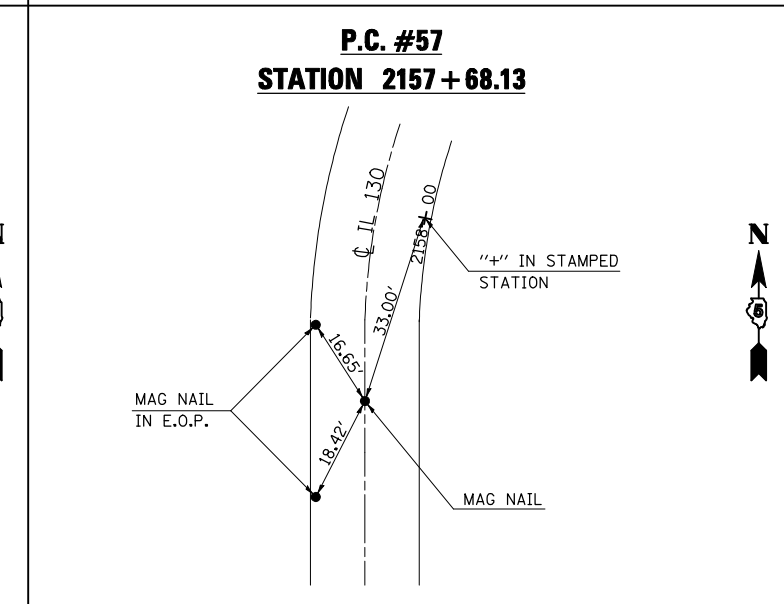 P.C. #57
STATION 2157+68.13
℄ IL 130
2158+00
N
"+" IN STAMPED
STATION
33.00'
5
16.65'
MAG NAIL
IN E.O.P.
18.42'
MAG NAIL